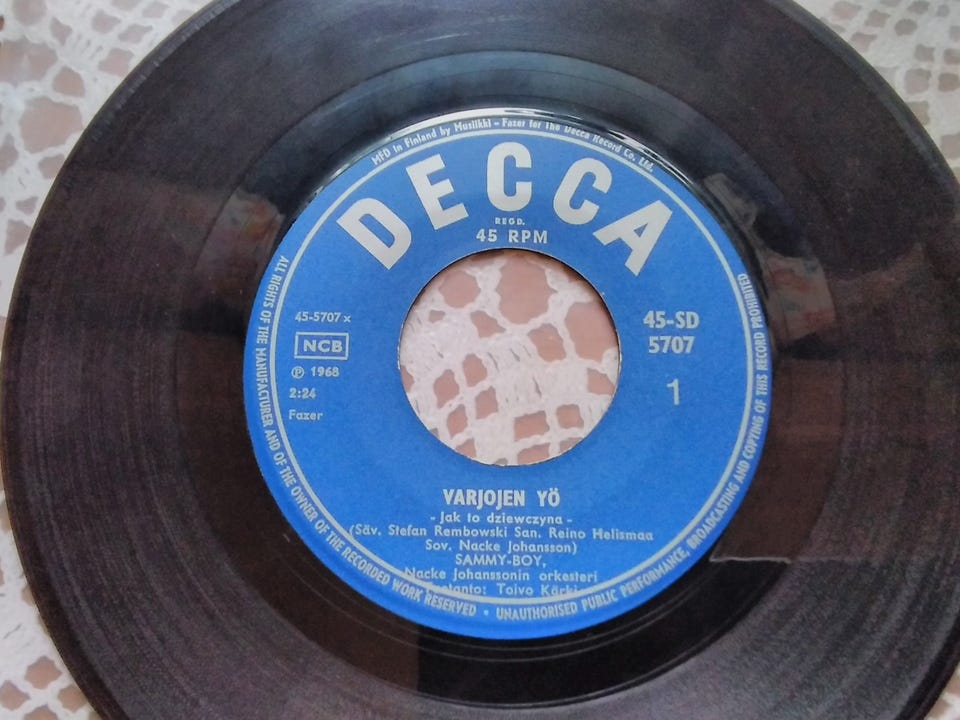 MFD in Finland by Musiikki - Fazer for The Decca Record Co. Ltd.
DECCA
REGD.
45 RPM
45-5707 x
NCB
℗ 1968
2:24
Fazer
45-SD
5707
1
VARJOJEN YÖ
- Jak to dziewczyna -
(Säv. Stefan Rembowski San. Reino Helismaa
Sov. Nacke Johansson)
SAMMY-BOY,
Nacke Johanssonin orkesteri
Toivo Kärki
ALL RIGHTS OF THE MANUFACTURER AND OF THE OWNER OF THE RECORDED WORK RESERVED • UNAUTHORISED PUBLIC PERFORMANCE, BROADCASTING AND COPYING OF THIS RECORD PROHIBITED